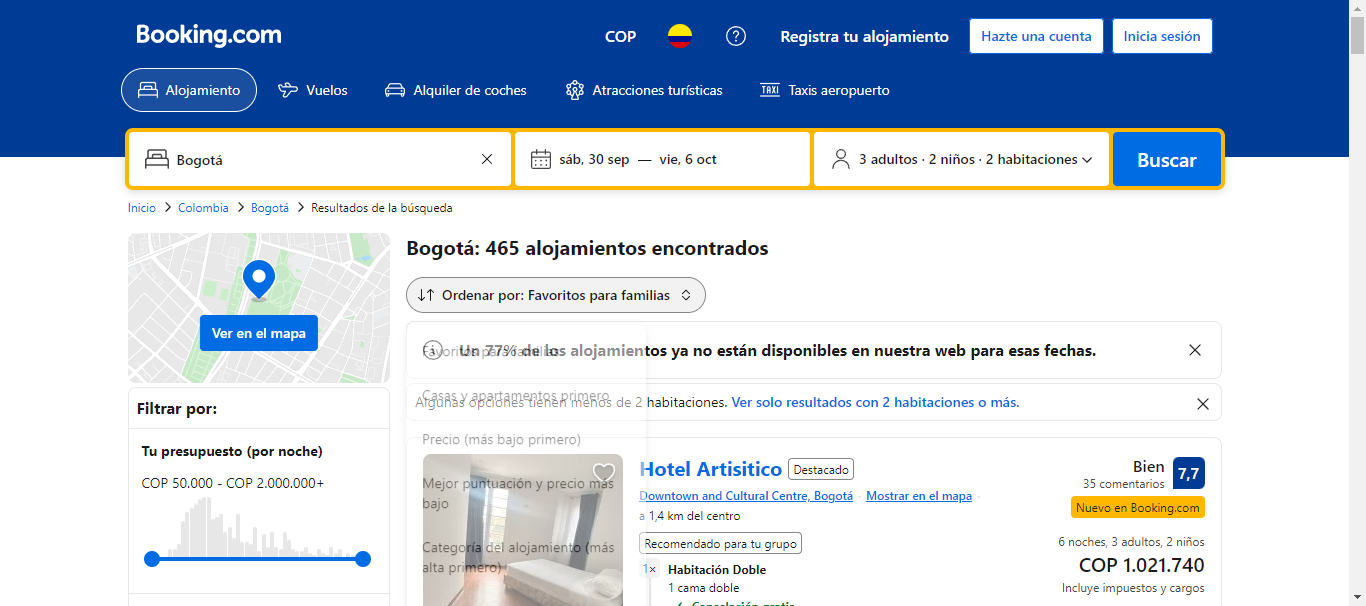 Booking.com
COP
Registra tu alojamiento
Hazte una cuenta
Inicia sesión
Alojamiento
Vuelos
Alquiler de coches
Atracciones turísticas
TAXI
Taxis aeropuerto
Bogotá
sáb, 30 sep — vie, 6 oct
3 adultos · 2 niños · 2 habitaciones
Buscar
Inicio > Colombia > Bogotá > Resultados de la búsqueda
Ver en el mapa
Filtrar por:
Tu presupuesto (por noche)
COP 50.000 - COP 2.000.000+
Bogotá: 465 alojamientos encontrados
Ordenar por: Favoritos para familias
Un 77% de los alojamientos ya no están disponibles en nuestra web para esas fechas.
Favoritos para familias
Casas y apartamentos primero
Algunas opciones tienen menos de 2 habitaciones. Ver solo resultados con 2 habitaciones o más.
Precio (más bajo primero)
Mejor puntuación y precio más
bajo
Categoría del alojamiento (más
alta primero)
Hotel Artisitico
Destacado
Downtown and Cultural Centre, Bogotá · Mostrar en el mapa ·
a 1,4 km del centro
Recomendado para tu grupo
1× Habitación Doble
1 cama doble
Cancelación gratis
Bien
35 comentarios
7,7
Nuevo en Booking.com
6 noches, 3 adultos, 2 niños
COP 1.021.740
Incluye impuestos y cargos